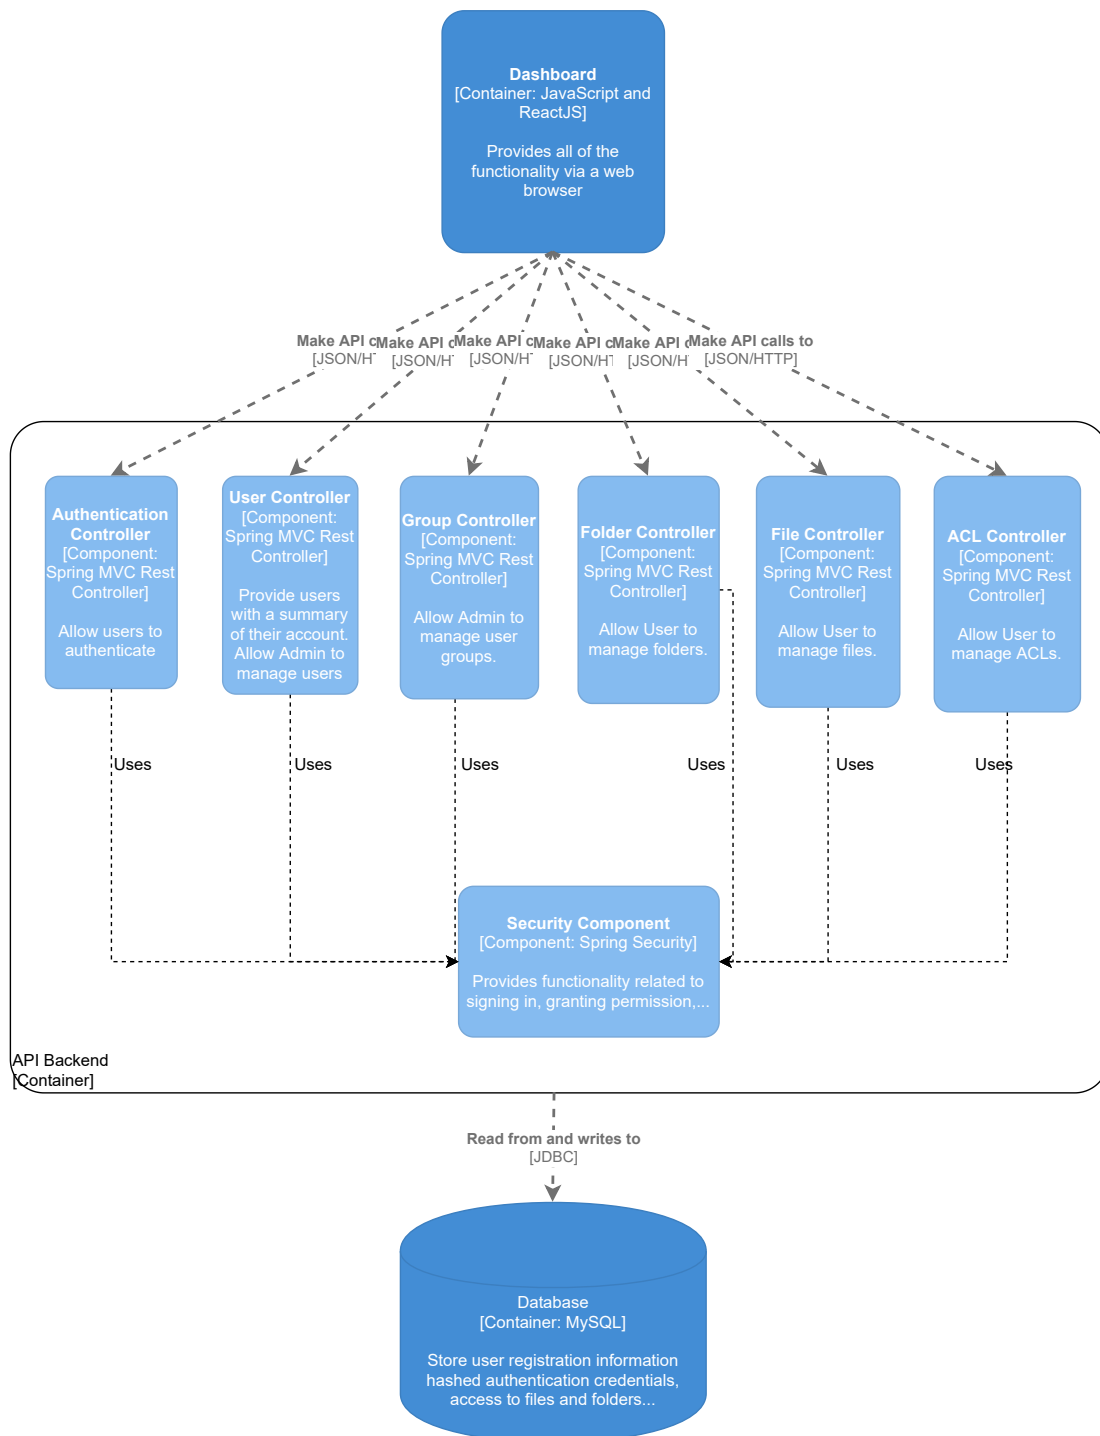 Dashboard
[Container: JavaScript and
ReactJS]
Provides all of the
functionality via a web
browser
Make API c
[JSON/HT
Make API c
[JSON/HT
Make API c
[JSON/HT
Make API c
[JSON/HT
Make API c
[JSON/HT
Make API calls to
[JSON/HTTP]
Authentication
Controller
[Component:
Spring MVC Rest
Controller]
Allow users to
authenticate
User Controller
[Component:
Spring MVC Rest
Controller]
Provide users
with a summary
of their account.
Allow Admin to
manage users
Group Controller
[Component:
Spring MVC Rest
Controller]
Allow Admin to
manage user
groups.
Folder Controller
[Component:
Spring MVC Rest
Controller]
Allow User to
manage folders.
File Controller
[Component:
Spring MVC Rest
Controller]
Allow User to
manage files.
ACL Controller
[Component:
Spring MVC Rest
Controller]
Allow User to
manage ACLs.
Uses
Uses
Uses
Uses
Uses
Uses
Security Component
[Component: Spring Security]
Provides functionality related to
signing in, granting permission,...
API Backend
[Container]
Read from and writes to
[JDBC]
Database
[Container: MySQL]
Store user registration information
hashed authentication credentials,
access to files and folders...